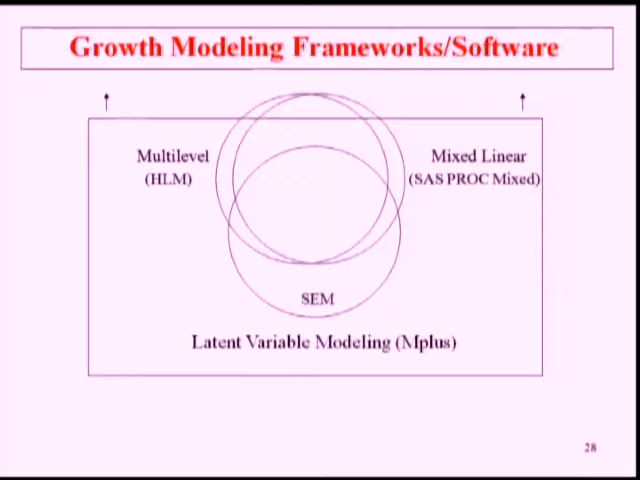 Growth Modeling Frameworks/Software
Multilevel
(HLM)
Mixed Linear
(SAS PROC Mixed)
SEM
Latent Variable Modeling (Mplus)
28